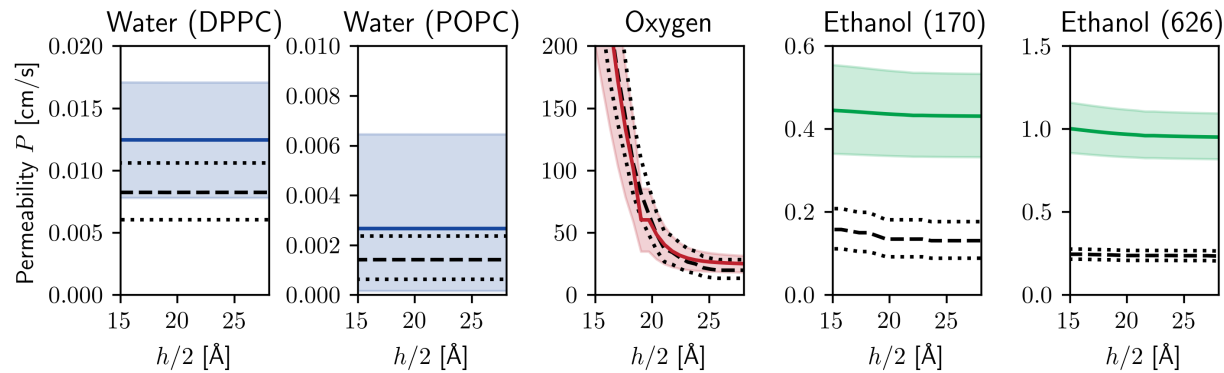 Water (DPPC)
Water (POPC)
Oxygen
Ethanol (170)
Ethanol (626)
Permeability P [cm/s]
0.020
0.015
0.010
0.005
0.000
0.010
0.008
0.006
0.004
0.002
0.000
200
150
100
50
0
0.6
0.4
0.2
0.0
1.5
1.0
0.5
0.0
15 20 25
15 20 25
15 20 25
15 20 25
15 20 25
h/2 [Å]
h/2 [Å]
h/2 [Å]
h/2 [Å]
h/2 [Å]